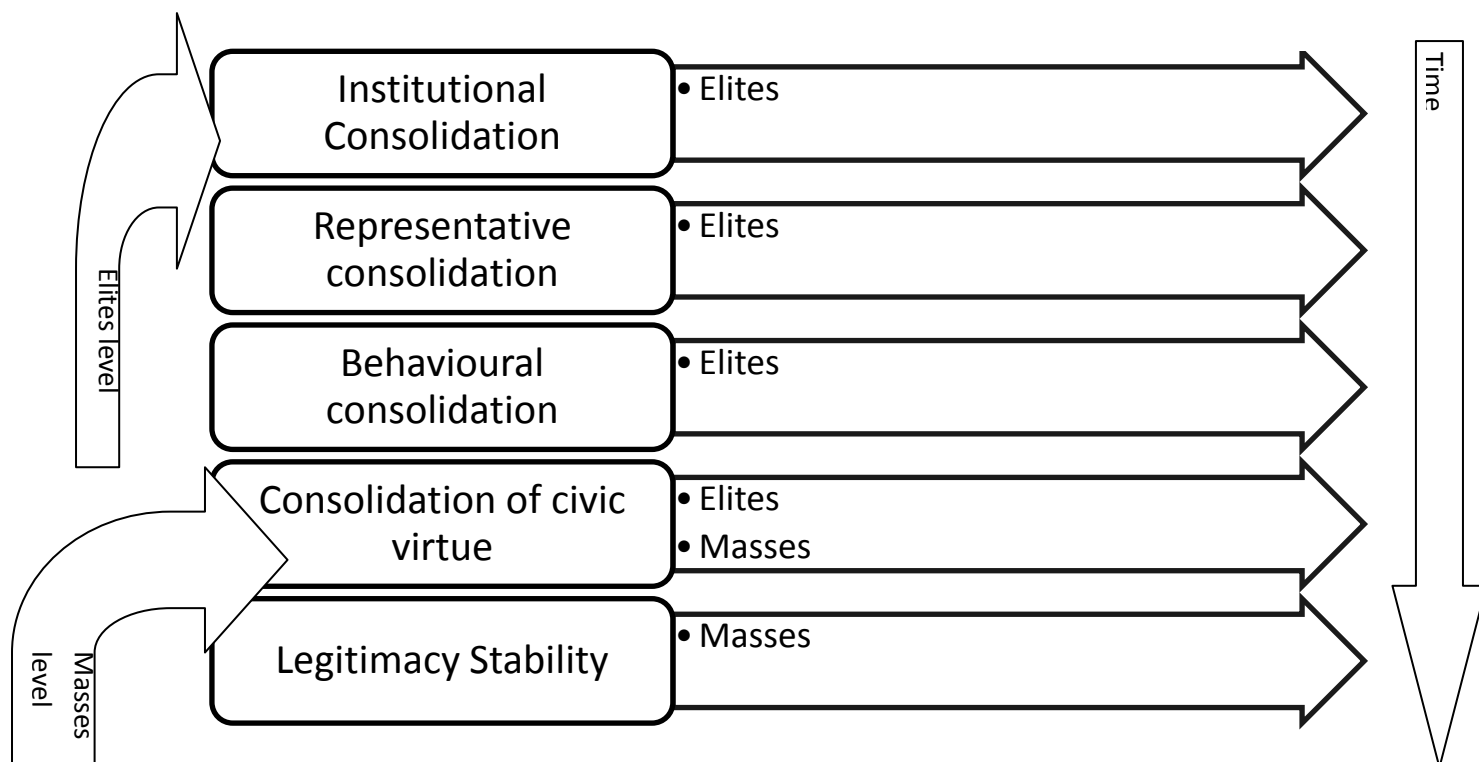 Institutional
Consolidation
• Elites
Representative
consolidation
• Elites
Behavioural
consolidation
• Elites
Consolidation of civic
virtue
• Elites
• Masses
Legitimacy Stability
• Masses
Elites level
Masses
level
Time